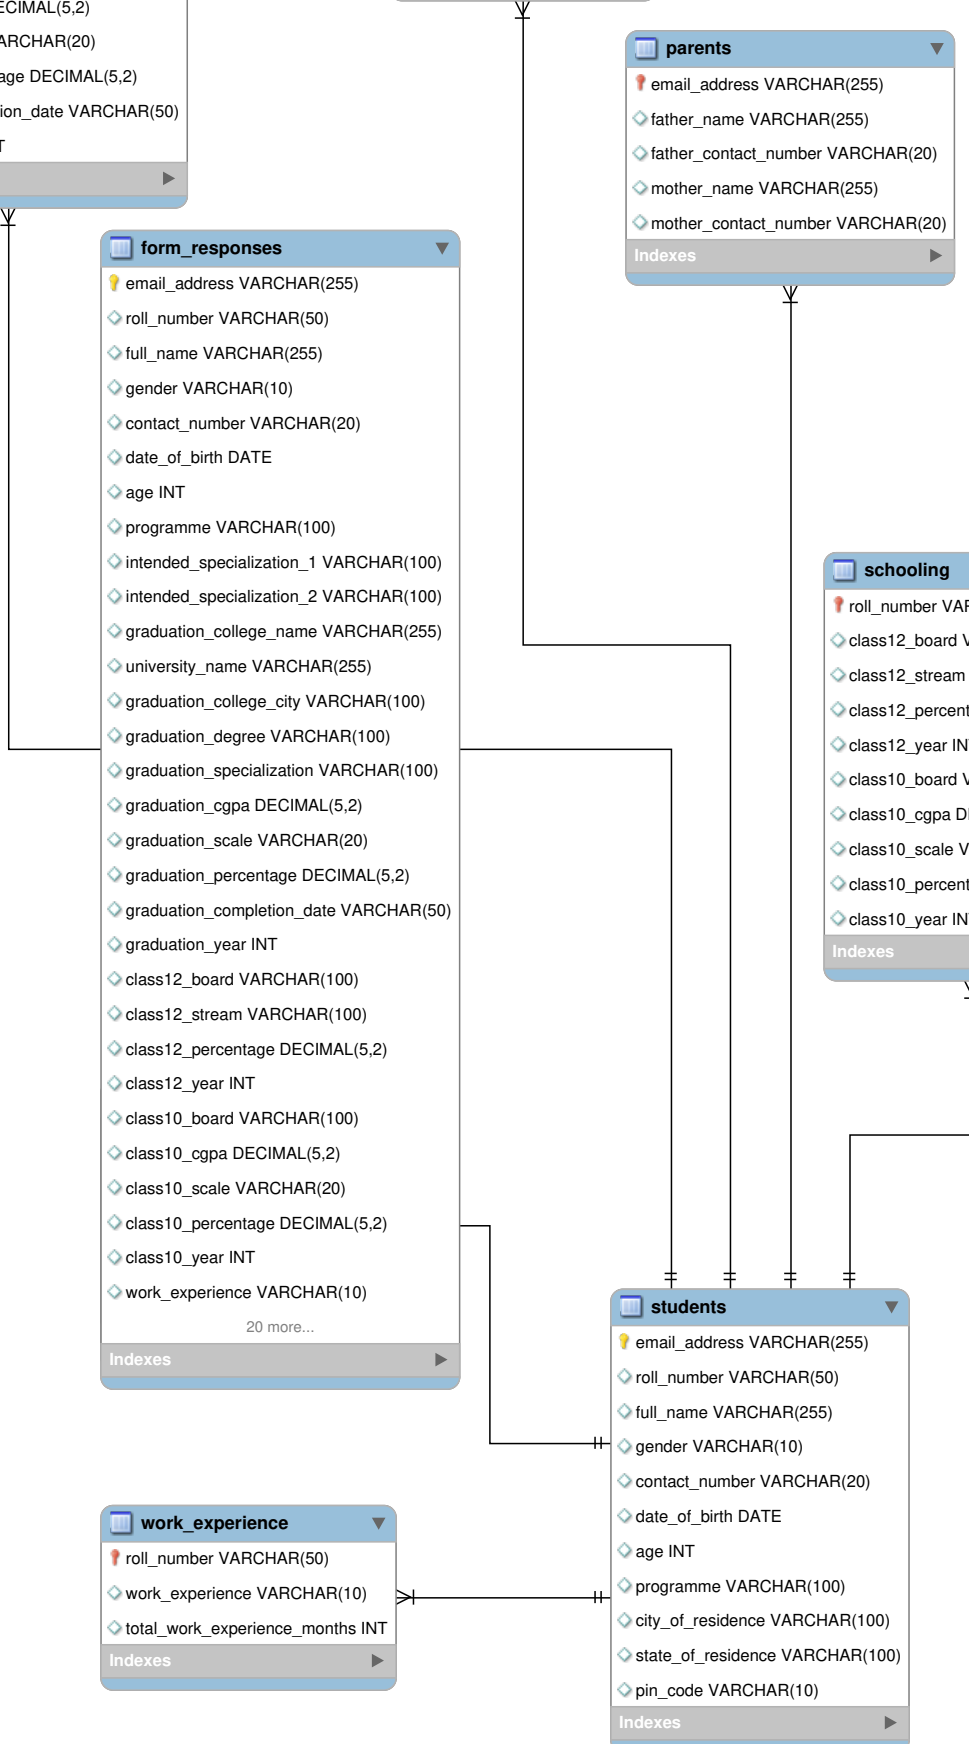 ECIMAL(5,2)
ARCHAR(20)
age DECIMAL(5,2)
ion_date VARCHAR(50)
T
parents
email_address VARCHAR(255)
father_name VARCHAR(255)
father_contact_number VARCHAR(20)
mother_name VARCHAR(255)
mother_contact_number VARCHAR(20)
Indexes
form_responses
email_address VARCHAR(255)
roll_number VARCHAR(50)
full_name VARCHAR(255)
gender VARCHAR(10)
contact_number VARCHAR(20)
date_of_birth DATE
age INT
programme VARCHAR(100)
intended_specialization_1 VARCHAR(100)
intended_specialization_2 VARCHAR(100)
graduation_college_name VARCHAR(255)
university_name VARCHAR(255)
graduation_college_city VARCHAR(100)
graduation_degree VARCHAR(100)
graduation_specialization VARCHAR(100)
graduation_cgpa DECIMAL(5,2)
graduation_scale VARCHAR(20)
graduation_percentage DECIMAL(5,2)
graduation_completion_date VARCHAR(50)
graduation_year INT
class12_board VARCHAR(100)
class12_stream VARCHAR(100)
class12_percentage DECIMAL(5,2)
class12_year INT
class10_board VARCHAR(100)
class10_cgpa DECIMAL(5,2)
class10_scale VARCHAR(20)
class10_percentage DECIMAL(5,2)
class10_year INT
work_experience VARCHAR(10)
20 more...
Indexes
schooling
roll_number VAR
class12_board V
class12_stream
class12_percent
class12_year IN
class10_board V
class10_cgpa D
class10_scale V
class10_percent
class10_year IN
Indexes
students
email_address VARCHAR(255)
roll_number VARCHAR(50)
full_name VARCHAR(255)
gender VARCHAR(10)
contact_number VARCHAR(20)
date_of_birth DATE
age INT
programme VARCHAR(100)
city_of_residence VARCHAR(100)
state_of_residence VARCHAR(100)
pin_code VARCHAR(10)
Indexes
work_experience
roll_number VARCHAR(50)
work_experience VARCHAR(10)
total_work_experience_months INT
Indexes